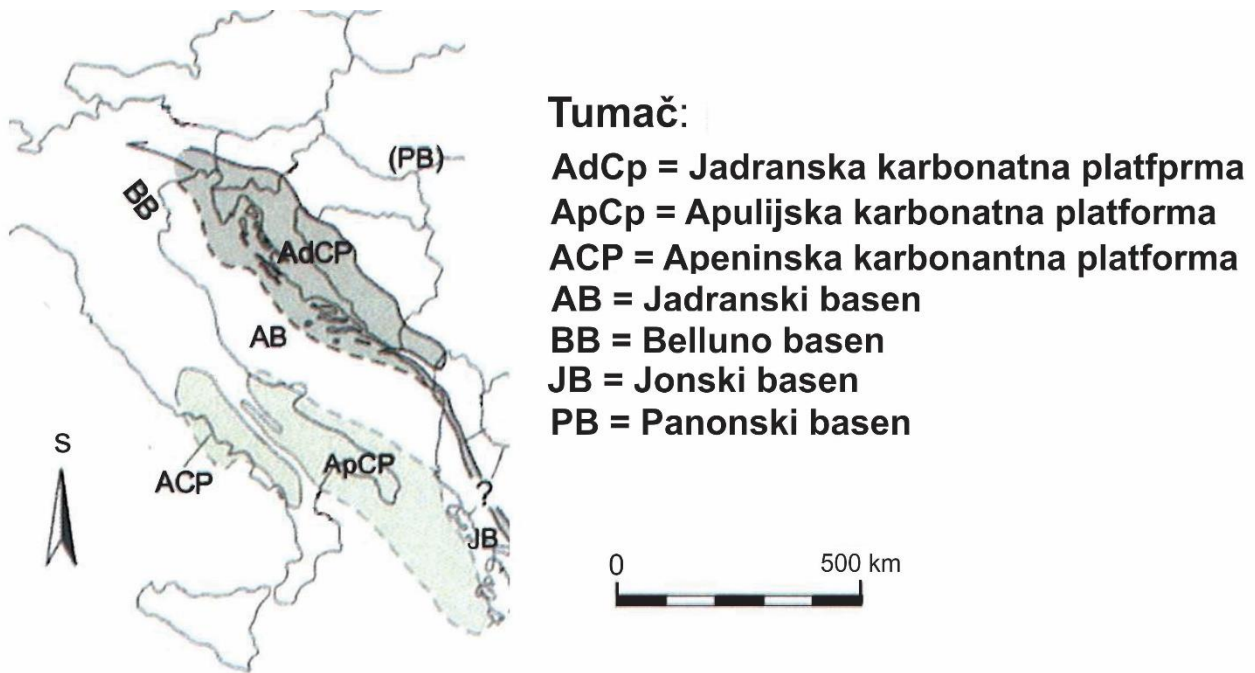 (PB)
BB
AdCP
AB
S
ACP
ApCP
?
JB
Tumač:
AdCp = Jadranska karbonatna platfprma
ApCp = Apulijska karbonatna platforma
ACP = Apeninska karbonantna platforma
AB = Jadranski basen
BB = Belluno basen
JB = Jonski basen
PB = Panonski basen
0 500 km